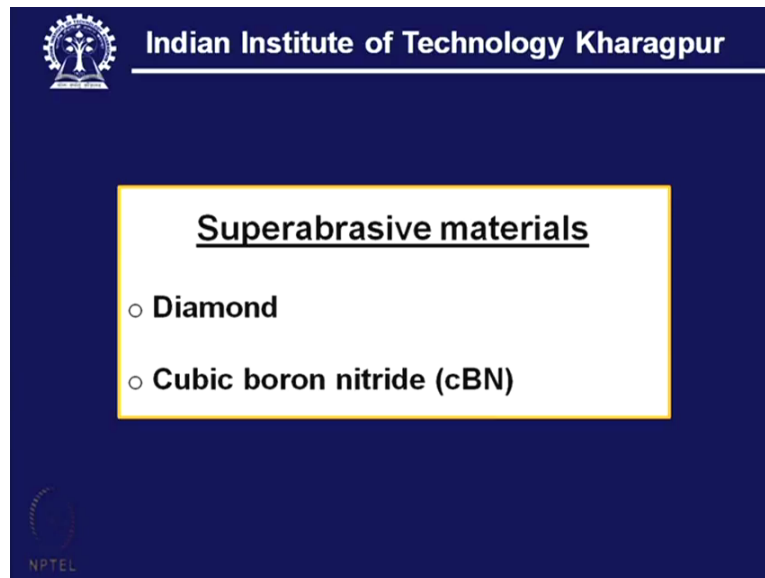 Indian Institute of Technology Kharagpur
Superabrasive materials
Diamond
Cubic boron nitride (cBN)
NPTEL